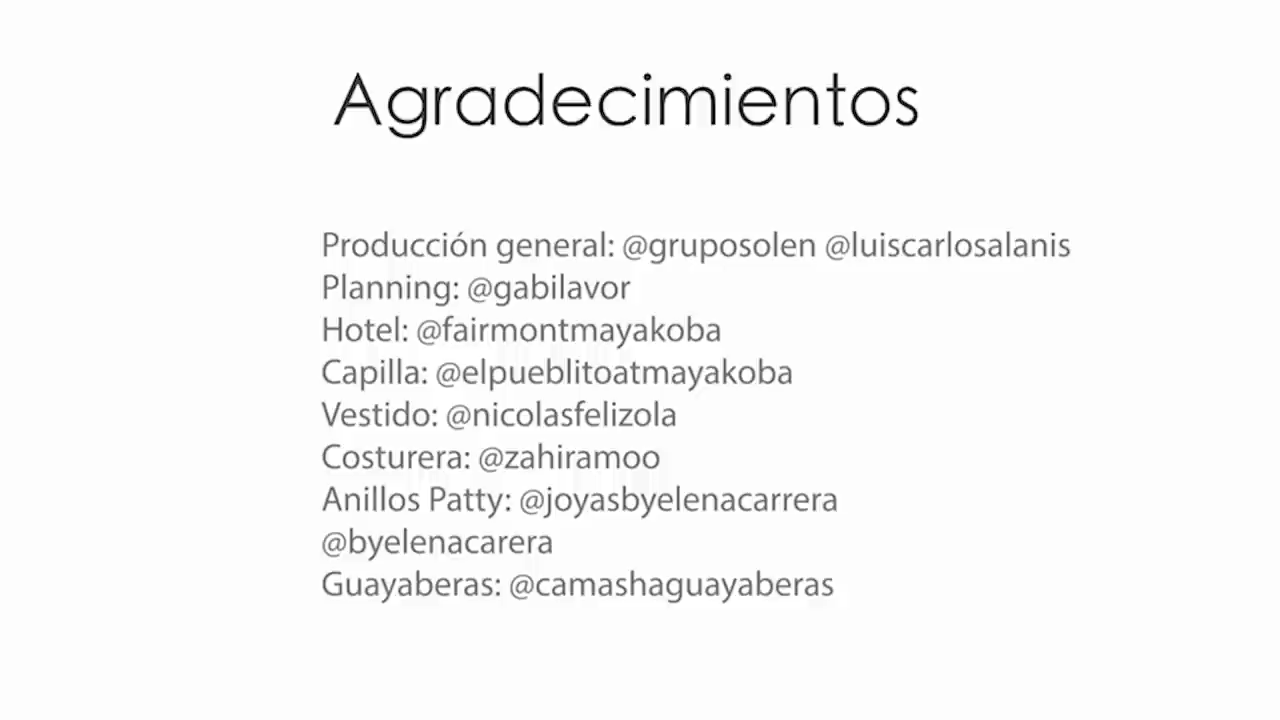 Agradecimientos
Producción general: @gruposolen @luiscarlosalanis
Planning: @gabilavor
Hotel: @fairmontmayakoba
Capilla: @elpueblitoatmayakoba
Vestido: @nicolasfelizola
Costurera: @zahiramoo
Anillos Patty: @joyasbyelenacarrera
@byelenacarera
Guayaberas: @camashaguayaberas